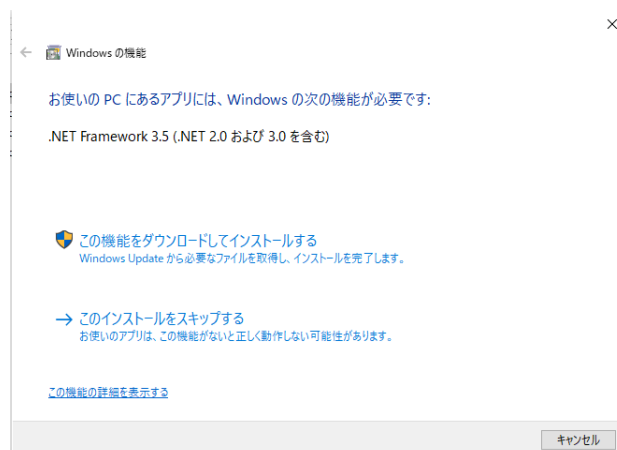 Windows の機能
お使いの PC にあるアプリには、Windows の次の機能が必要です:
.NET Framework 3.5 (.NET 2.0 および 3.0 を含む)
この機能をダウンロードしてインストールする
Windows Update から必要なファイルを取得し、インストールを完了します。
このインストールをスキップする
お使いのアプリは、この機能がないと正しく動作しない可能性があります。
この機能の詳細を表示する
キャンセル